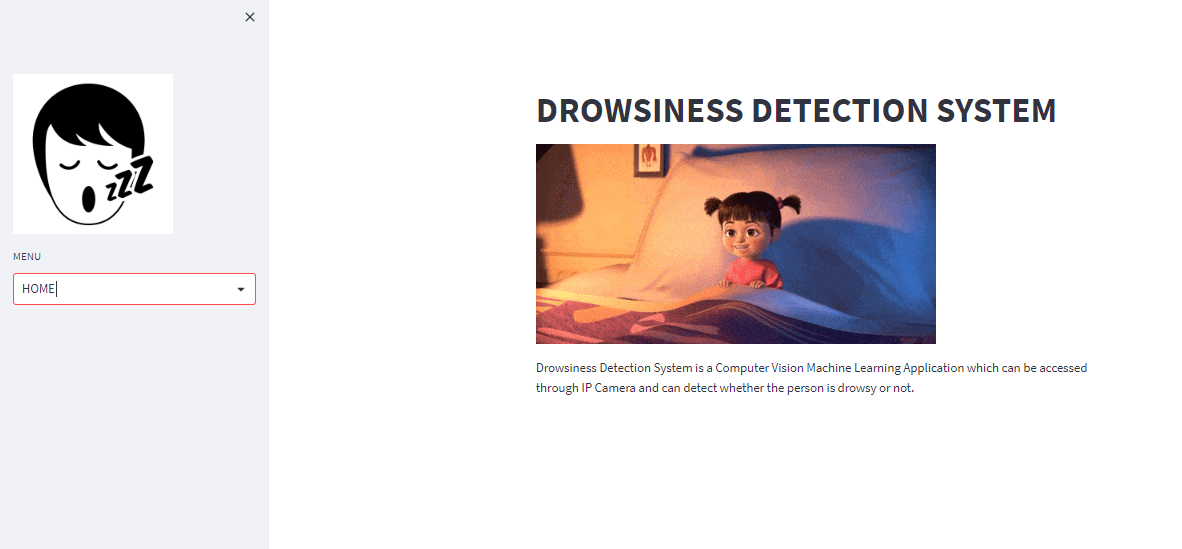 zzz
MENU
HOME
DROWSINESS DETECTION SYSTEM
Drowsiness Detection System is a Computer Vision Machine Learning Application which can be accessed
through IP Camera and can detect whether the person is drowsy or not.